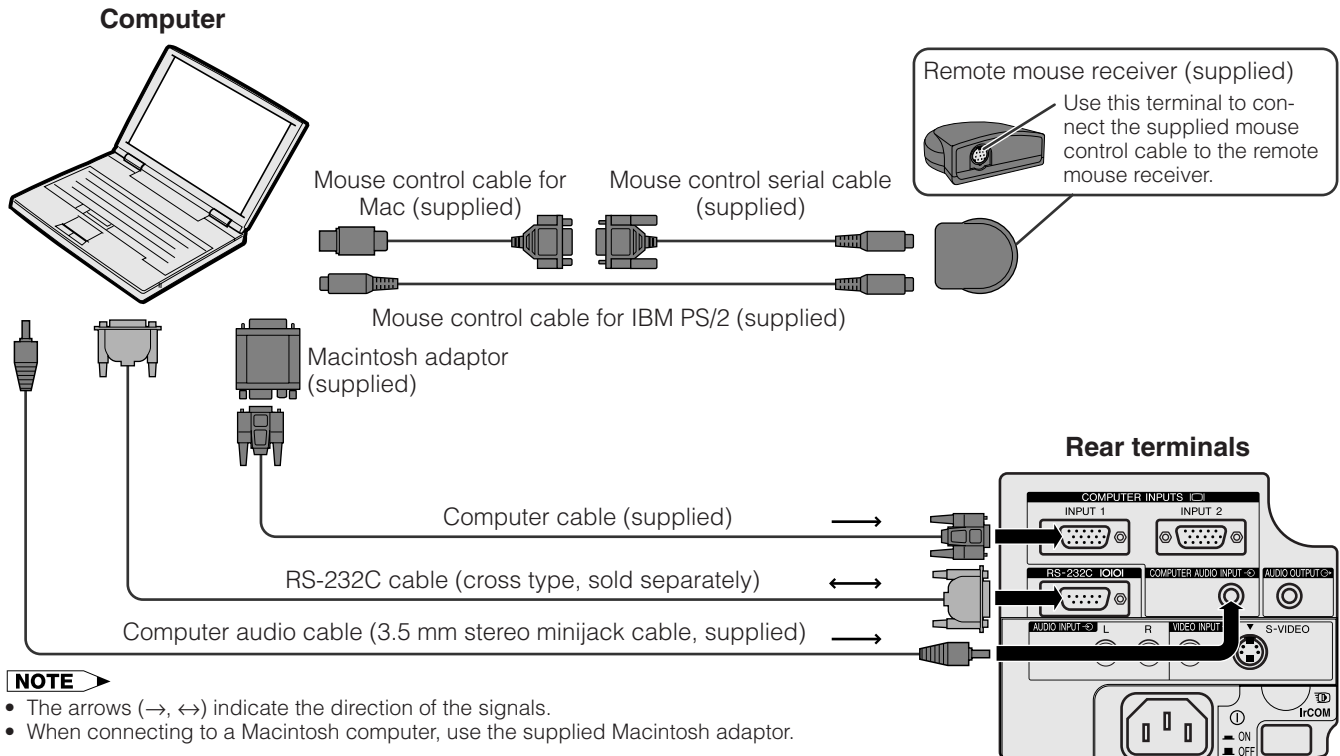 Computer
Remote mouse receiver (supplied)
Use this terminal to con-
nect the supplied mouse
control cable to the remote
mouse receiver.
Mouse control cable for
Mac (supplied)
Mouse control serial cable
(supplied)
Mouse control cable for IBM PS/2 (supplied)
Macintosh adaptor
(supplied)
Rear terminals
COMPUTER INPUTS
INPUT 1
INPUT 2
Computer cable (supplied) →
RS-232C cable (cross type, sold separately) ↔
RS-232C IOIOI
COMPUTER AUDIO INPUT
AUDIO OUTPUT
Computer audio cable (3.5 mm stereo minijack cable, supplied) →
AUDIO INPUT
L
R
VIDEO INPUT
S-VIDEO
IrCOM
ON
OFF
NOTE
• The arrows (→, ↔) indicate the direction of the signals.
• When connecting to a Macintosh computer, use the supplied Macintosh adaptor.